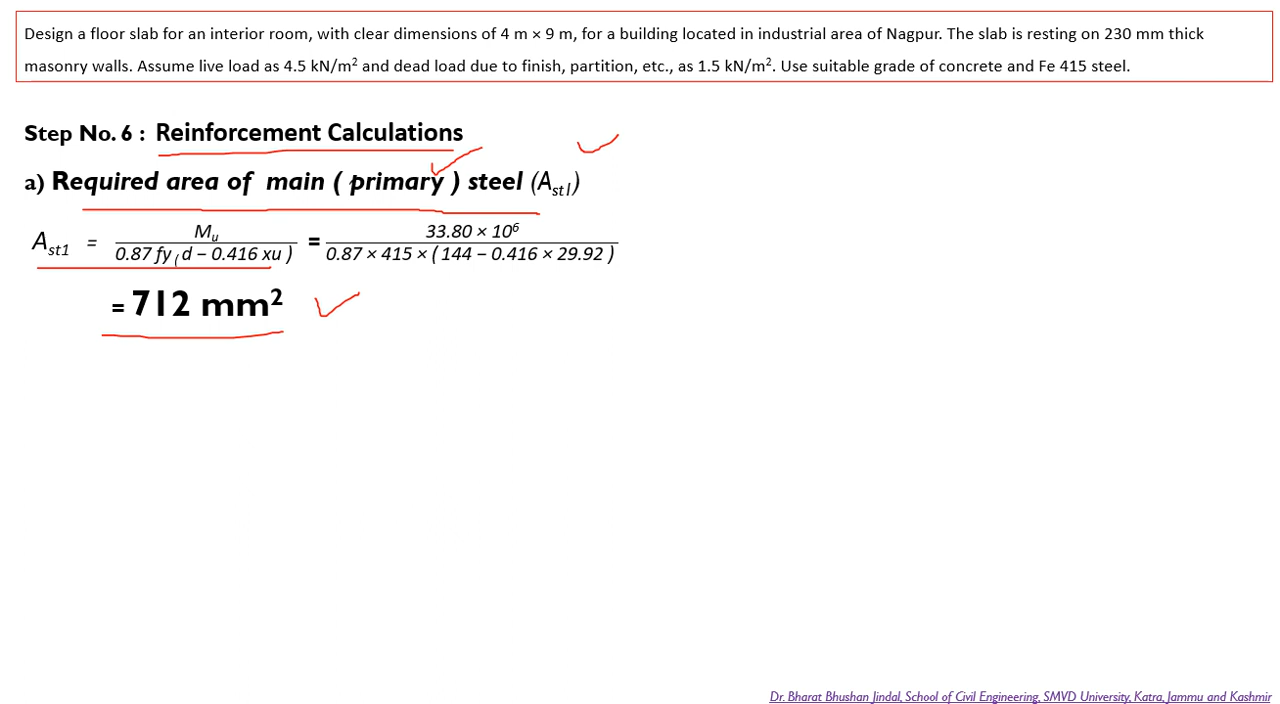 Design a floor slab for an interior room, with clear dimensions of 4 m × 9 m, for a building located in industrial area of Nagpur. The slab is resting on 230 mm thick
masonry walls. Assume live load as 4.5 kN/m² and dead load due to finish, partition, etc., as 1.5 kN/m². Use suitable grade of concrete and Fe 415 steel.
Step No. 6 : Reinforcement Calculations
a) Required area of main ( primary ) steel (Ast1)
Ast1 = Mu / 0.87 fy ( d − 0.416 xu ) = 33.80 × 10⁶ / 0.87 × 415 × ( 144 − 0.416 × 29.92 )
= 712 mm²
Dr. Bharat Bhushan Jindal, School of Civil Engineering, SMVD University, Katra, Jammu and Kashmir